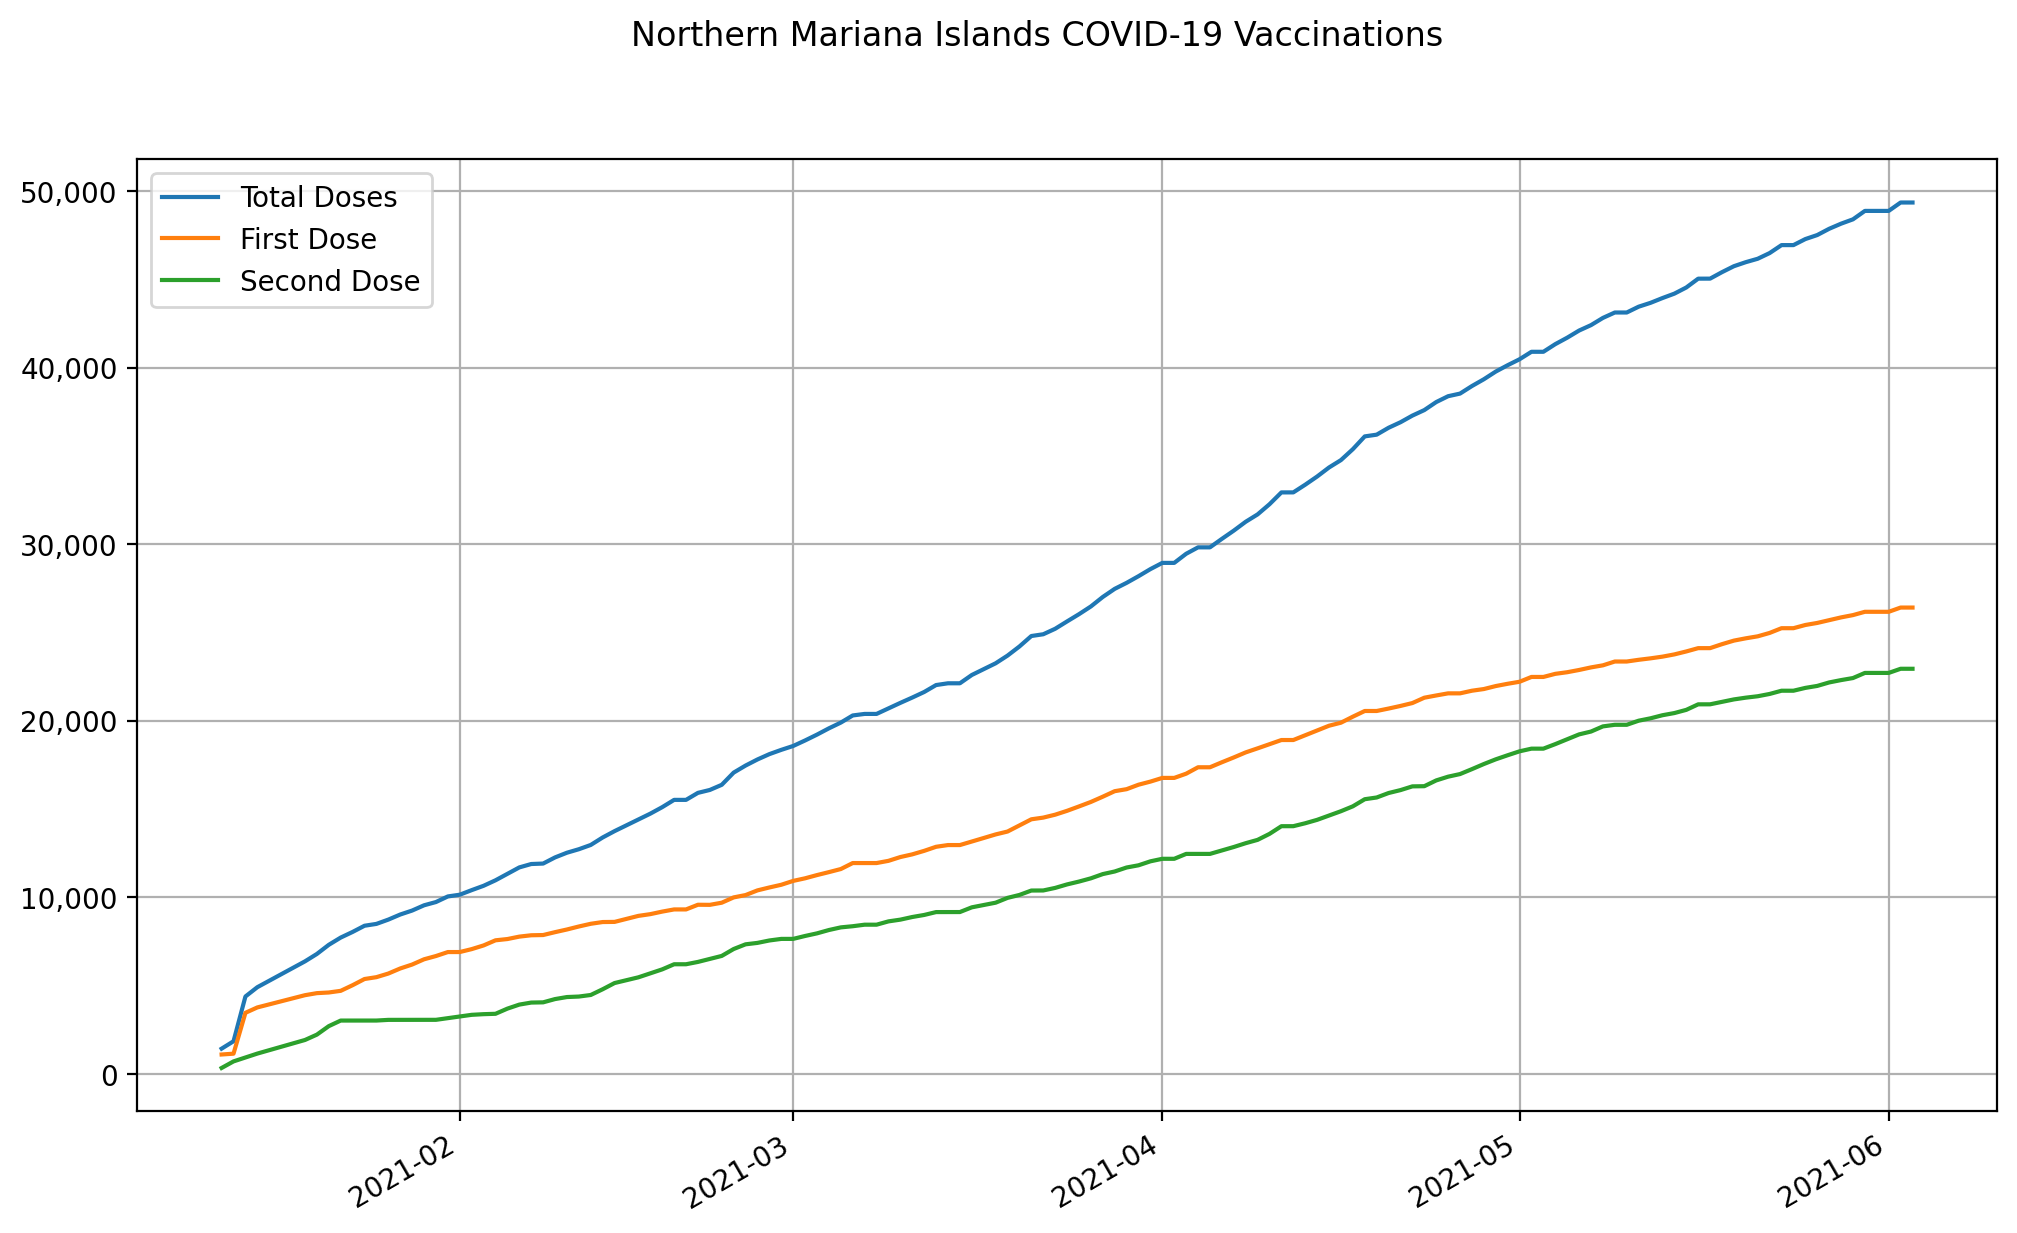 Northern Mariana Islands COVID-19 Vaccinations
Total Doses
First Dose
Second Dose
50,000
40,000
30,000
20,000
10,000
0
2021-02
2021-03
2021-04
2021-05
2021-06